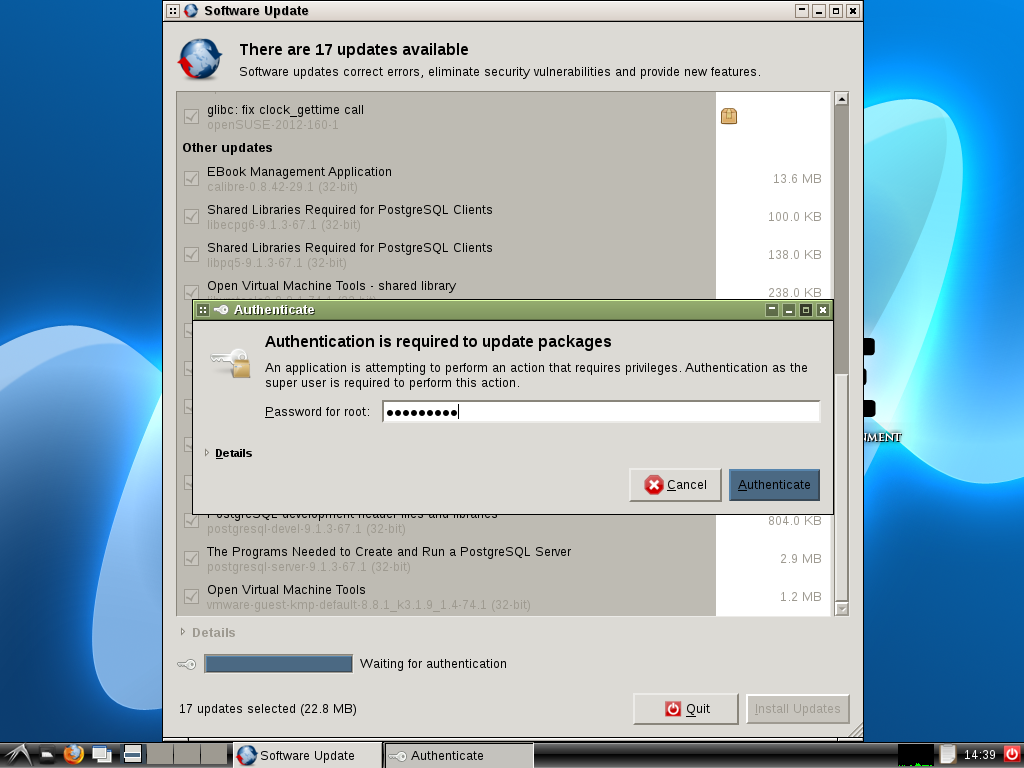 Software Update
There are 17 updates available
Software updates correct errors, eliminate security vulnerabilities and provide new features.
glibc: fix clock_gettime call
openSUSE-2012-160-1
Other updates
EBook Management Application
calibre-0.8.42-29.1 (32-bit)
13.6 MB
Shared Libraries Required for PostgreSQL Clients
libecpg6-9.1.3-67.1 (32-bit)
100.0 KB
Shared Libraries Required for PostgreSQL Clients
libpq5-9.1.3-67.1 (32-bit)
138.0 KB
Open Virtual Machine Tools - shared library
238.0 KB
Authenticate
Authentication is required to update packages
An application is attempting to perform an action that requires privileges. Authentication as the
super user is required to perform this action.
Password for root:
Details
Cancel
Authenticate
PostgreSQL development header files and libraries
postgresql-devel-9.1.3-67.1 (32-bit)
804.0 KB
The Programs Needed to Create and Run a PostgreSQL Server
postgresql-server-9.1.3-67.1 (32-bit)
2.9 MB
Open Virtual Machine Tools
vmware-guest-kmp-default-8.8.1_k3.1.9_1.4-74.1 (32-bit)
1.2 MB
Details
Waiting for authentication
17 updates selected (22.8 MB)
Quit
Install Updates
Software Update
Authenticate
14:39